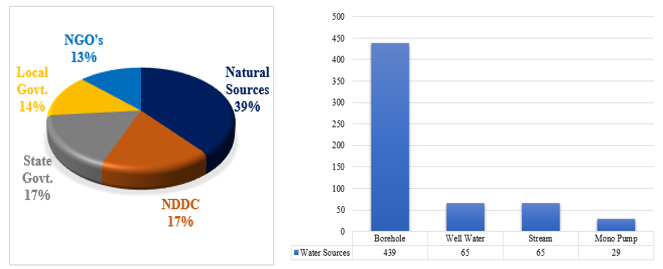 NGO's
13%
Local
Govt.
14%
Natural
Sources
39%
State
Govt.
17%
NDDC
17%
500
450
400
350
300
250
200
150
100
50
0
Borehole Well Water Stream Mono Pump
Water Sources 439 65 65 29